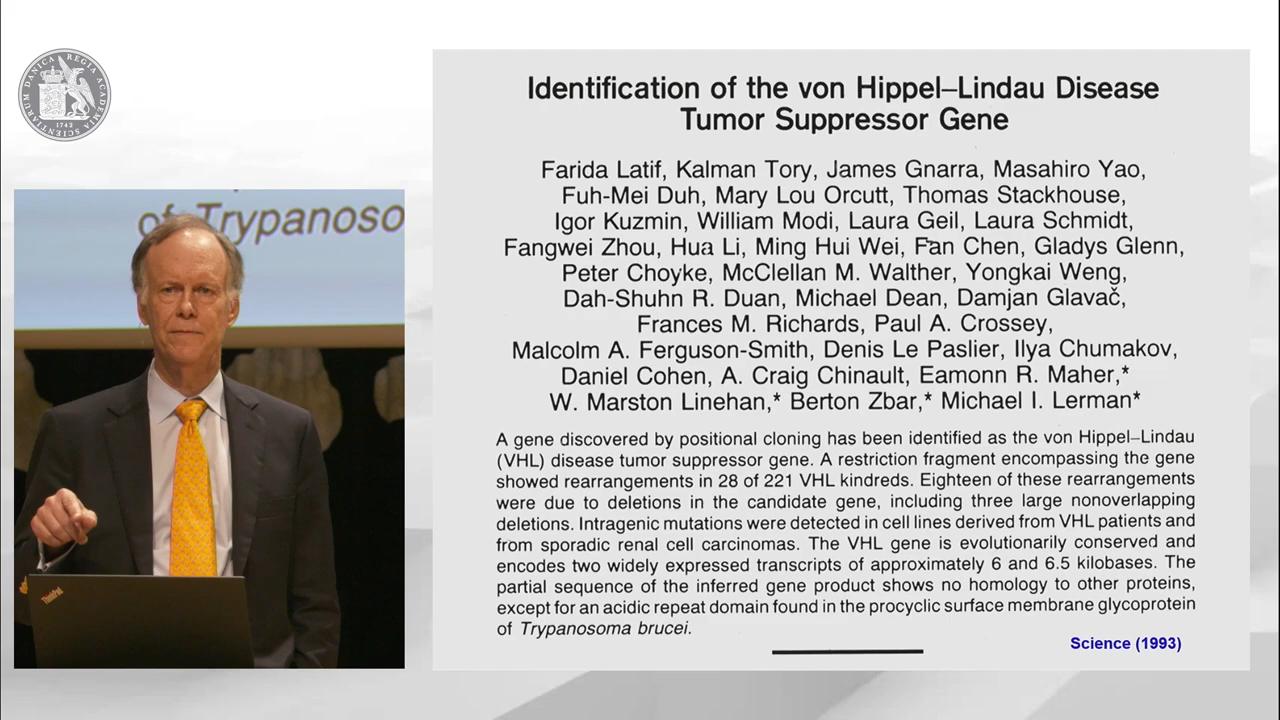 REGIA ACADEMIA SCIENTIARUM DANICA
1742
of Trypanoso
ThinkPad
Identification of the von Hippel–Lindau Disease
Tumor Suppressor Gene
Farida Latif, Kalman Tory, James Gnarra, Masahiro Yao,
Fuh-Mei Duh, Mary Lou Orcutt, Thomas Stackhouse,
Igor Kuzmin, William Modi, Laura Geil, Laura Schmidt,
Fangwei Zhou, Hua Li, Ming Hui Wei, Fan Chen, Gladys Glenn,
Peter Choyke, McClellan M. Walther, Yongkai Weng,
Dah-Shuhn R. Duan, Michael Dean, Damjan Glavač,
Frances M. Richards, Paul A. Crossey,
Malcolm A. Ferguson-Smith, Denis Le Paslier, Ilya Chumakov,
Daniel Cohen, A. Craig Chinault, Eamonn R. Maher,*
W. Marston Linehan,* Berton Zbar,* Michael I. Lerman*
A gene discovered by positional cloning has been identified as the von Hippel–Lindau
(VHL) disease tumor suppressor gene. A restriction fragment encompassing the gene
showed rearrangements in 28 of 221 VHL kindreds. Eighteen of these rearrangements
were due to deletions in the candidate gene, including three large nonoverlapping
deletions. Intragenic mutations were detected in cell lines derived from VHL patients and
from sporadic renal cell carcinomas. The VHL gene is evolutionarily conserved and
encodes two widely expressed transcripts of approximately 6 and 6.5 kilobases. The
partial sequence of the inferred gene product shows no homology to other proteins,
except for an acidic repeat domain found in the procyclic surface membrane glycoprotein
of Trypanosoma brucei.
Science (1993)